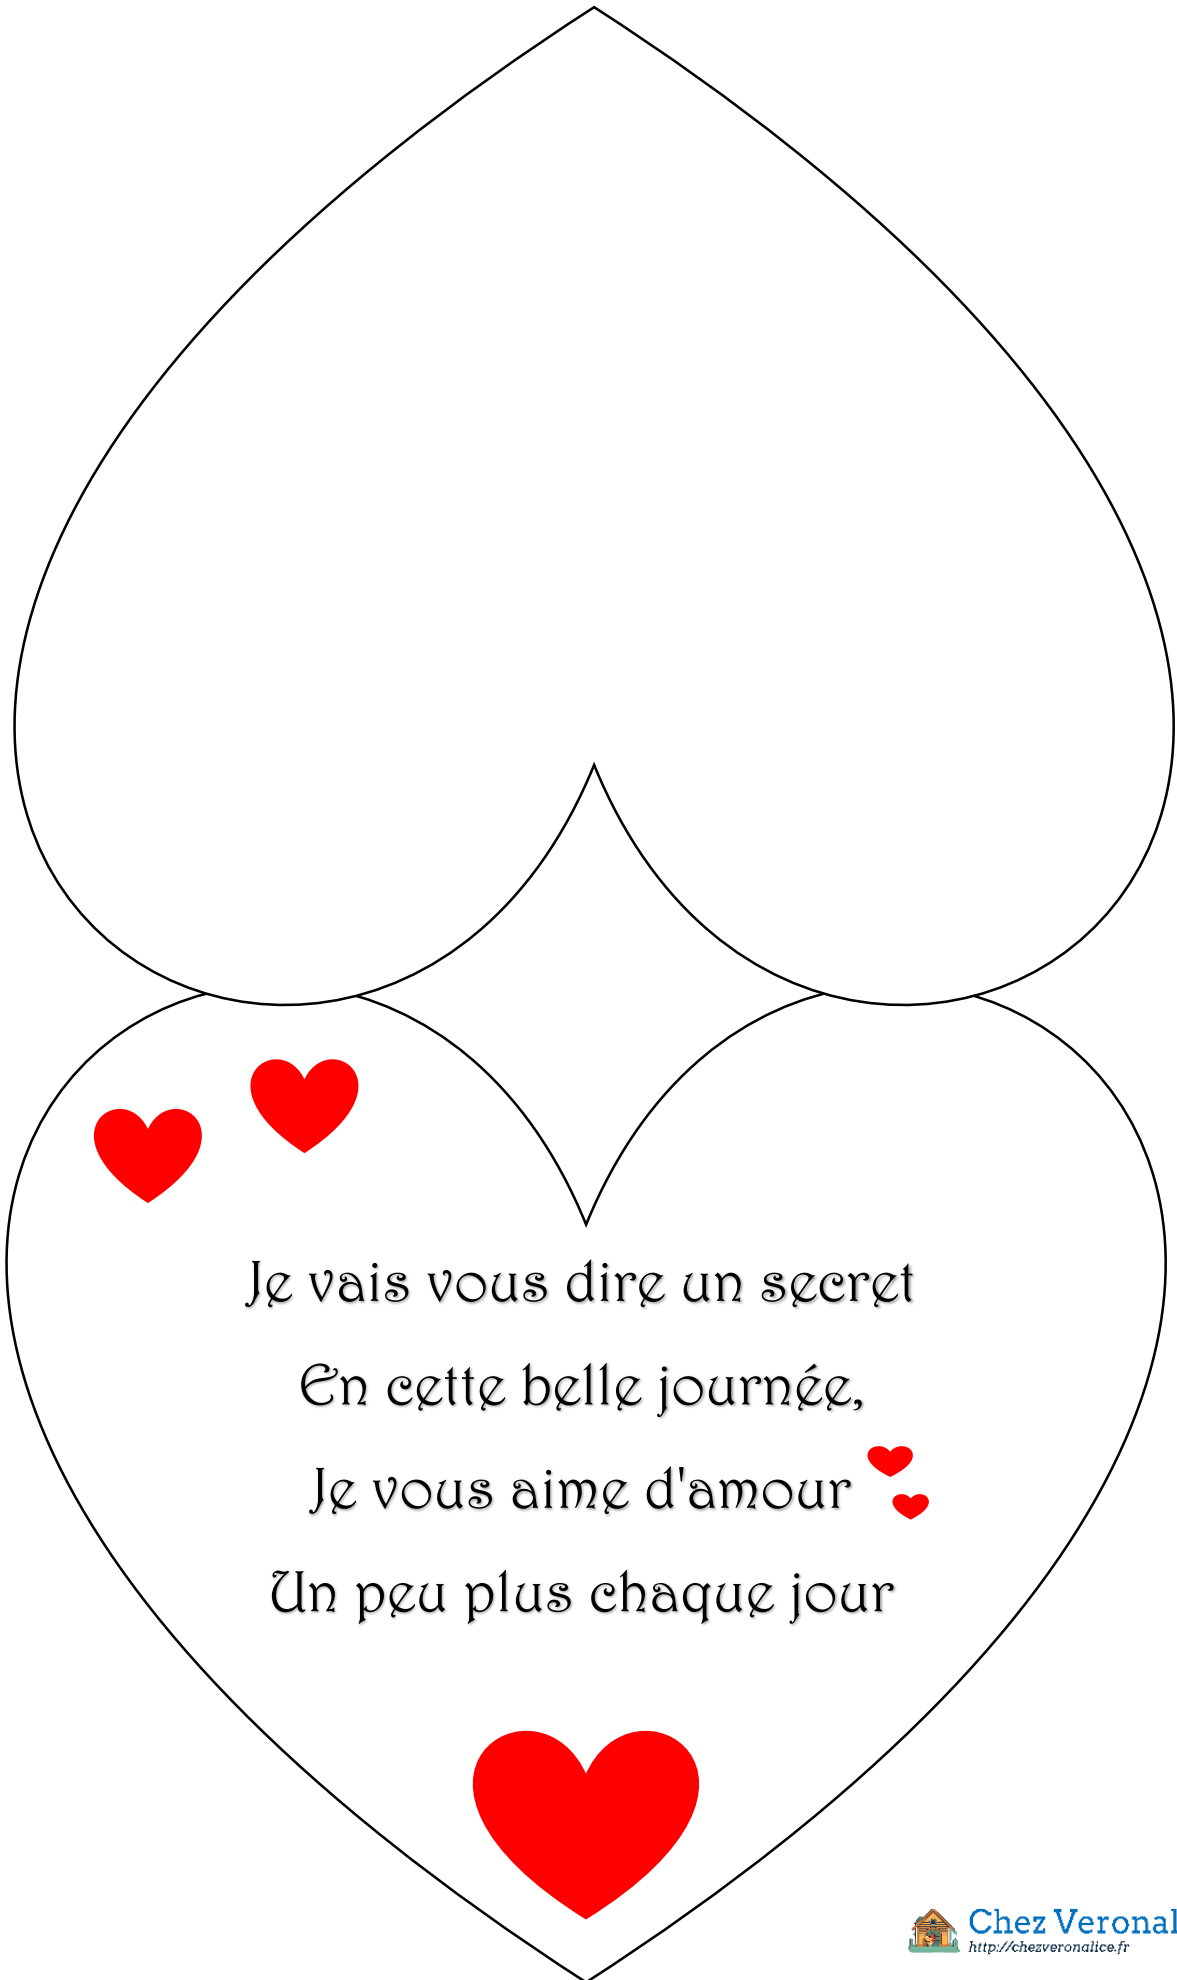 Je vais vous dire un secret
En cette belle journée,
Je vous aime d'amour
Un peu plus chaque jour
Chez Veronal
http://chezveronalice.fr